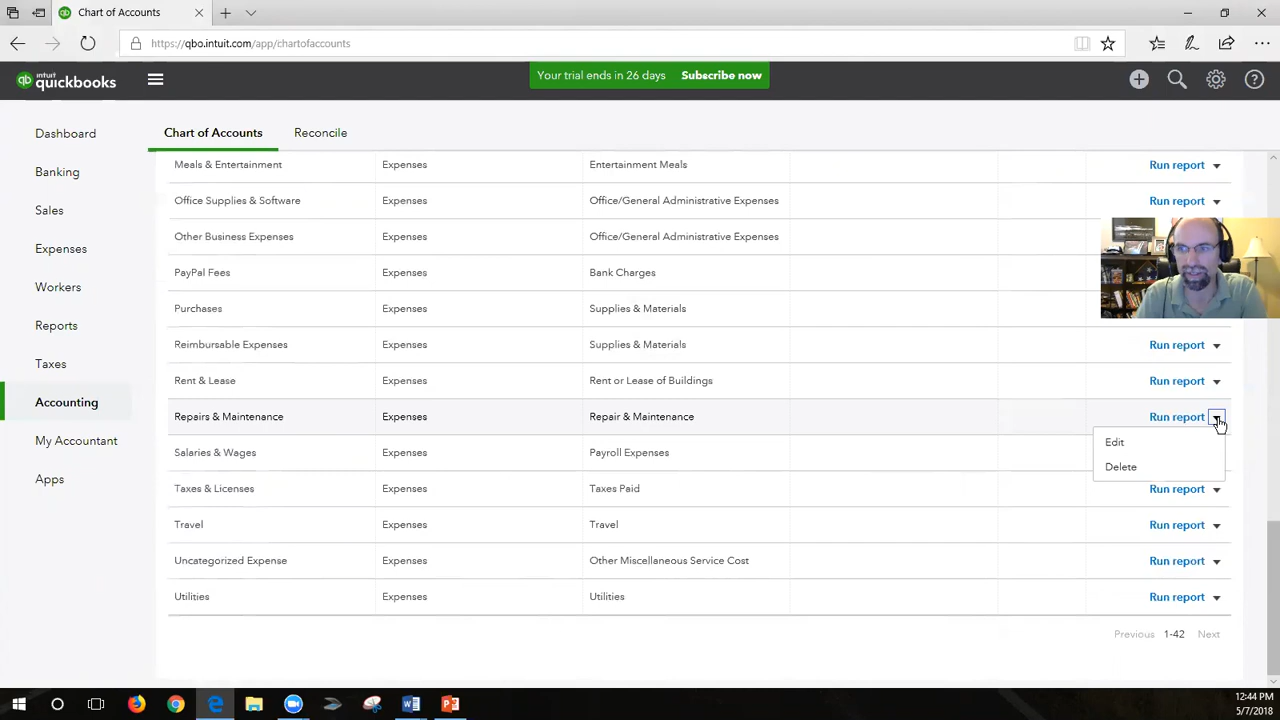 Chart of Accounts
https://qbo.intuit.com/app/chartofaccounts
intuit
quickbooks
Your trial ends in 26 days Subscribe now
Dashboard
Banking
Sales
Expenses
Workers
Reports
Taxes
Accounting
My Accountant
Apps
Chart of Accounts Reconcile
Meals & Entertainment Expenses Entertainment Meals Run report
Office Supplies & Software Expenses Office/General Administrative Expenses Run report
Other Business Expenses Expenses Office/General Administrative Expenses
PayPal Fees Expenses Bank Charges
Purchases Expenses Supplies & Materials
Reimbursable Expenses Expenses Supplies & Materials Run report
Rent & Lease Expenses Rent or Lease of Buildings Run report
Repairs & Maintenance Expenses Repair & Maintenance Run report
Edit
Delete
Salaries & Wages Expenses Payroll Expenses
Taxes & Licenses Expenses Taxes Paid Run report
Travel Expenses Travel Run report
Uncategorized Expense Expenses Other Miscellaneous Service Cost Run report
Utilities Expenses Utilities Run report
Previous 1-42 Next
12:44 PM
5/7/2018